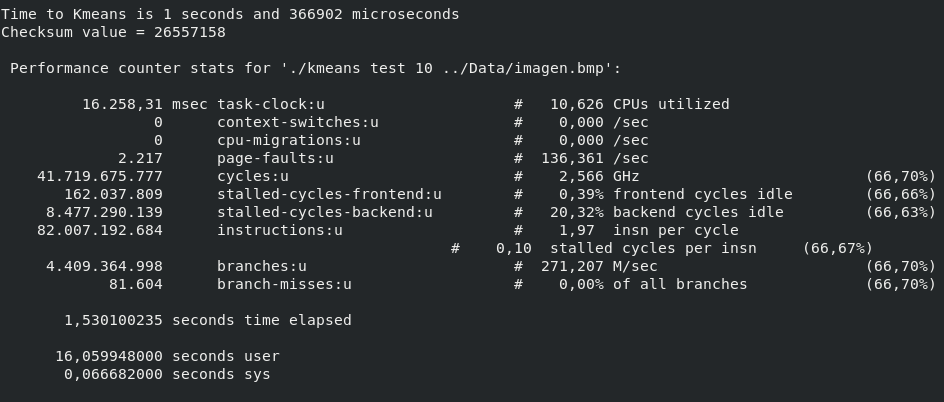 Time to Kmeans is 1 seconds and 366902 microseconds
Checksum value = 26557158
Performance counter stats for './kmeans test 10 ../Data/imagen.bmp':
16.258,31 msec task-clock:u # 10,626 CPUs utilized
0 context-switches:u # 0,000 /sec
0 cpu-migrations:u # 0,000 /sec
2.217 page-faults:u # 136,361 /sec
41.719.675.777 cycles:u # 2,566 GHz (66,70%)
162.037.809 stalled-cycles-frontend:u # 0,39% frontend cycles idle (66,66%)
8.477.290.139 stalled-cycles-backend:u # 20,32% backend cycles idle (66,63%)
82.007.192.684 instructions:u # 1,97 insn per cycle
# 0,10 stalled cycles per insn (66,67%)
4.409.364.998 branches:u # 271,207 M/sec (66,70%)
81.604 branch-misses:u # 0,00% of all branches (66,70%)
1,530100235 seconds time elapsed
16,059948000 seconds user
0,066682000 seconds sys